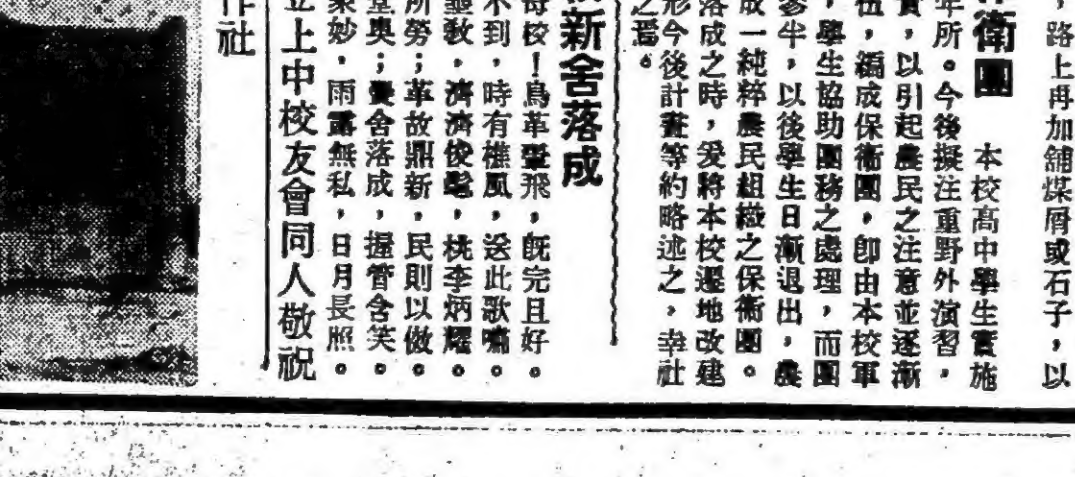 ，路上再加舖煤屑或石子，以
衛團　本校高中學生實施
年所。今後擬注重野外演習，
實，以引起農民之注意並逐漸
伍，編成保衛團，卽由本校軍
，學生協助團務之處理，而團
參半，以後學生日漸退出，農
成一純粹農民組織之保衛團。
落成之時，爰將本校遷地改建
形今後計畫等約略述之，幸社
之焉。
新舍落成
校！鳥革翬飛，旣完且好。
不到，時有樵風，送此歌嘯。
敎，濟濟俊髦，桃李炳耀。
所勞；革故鼎新，民則以傚。
堂奧；黌舍落成，握管含笑。
妙，雨露無私，日月長照。
立上中校友會同人敬祝
作社